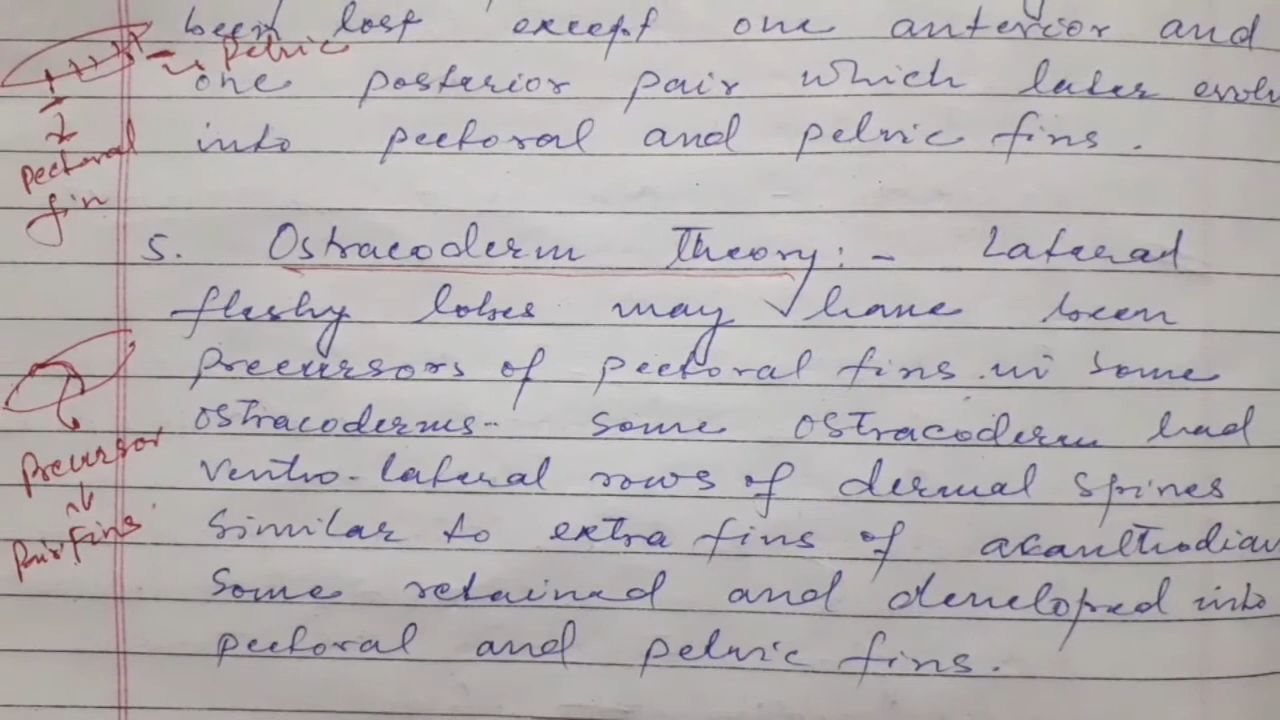 been lost except one anterior and
- Pelvic
one posterior pair which later evolv
into pectoral and pelvic fins.
pectoral
fin
5. Ostracoderm Theory:- Lateral
fleshy lobes may have been
precursors of pectoral fins in some
ostracoderms. Some ostracoderm had
ventro-lateral rows of dermal spines
similar to extra fins of acanthodian
Some retained and developed into
pectoral and pelvic fins.
Precursor
Pair Fins